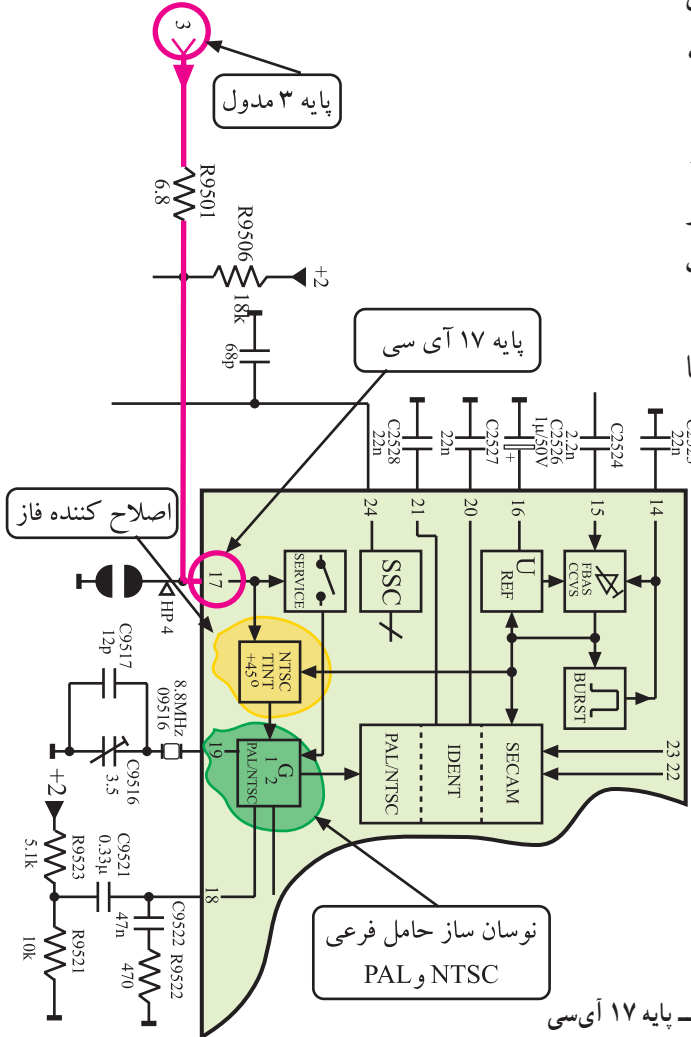 3
پایه ۳ مدول
R9501
6.8
R9506
18k
+2
68p
پایه ۱۷ آی سی
C2528
22n
C2527
22n
C2526
1µ/50V
+
C2524
2.2n
22n
اصلاح کننده فاز
24
21
20
16
15
14
17
HP 4
SERVICE
SSC
U
REF
FBAS
CCVS
BURST
NTSC
TINT
+45º
C9517
12p
8.8MHz
09516
C9516
3.5
19
G
1 2
PAL/NTSC
PAL/NTSC
IDENT
SECAM
23 22
+2
R9523
5.1k
C9521
0.33µ
C9522
47n
R9522
470
R9521
10k
18
نوسان ساز حامل فرعی
NTSC و PAL
ـ پایه ۱۷ آی‌سی